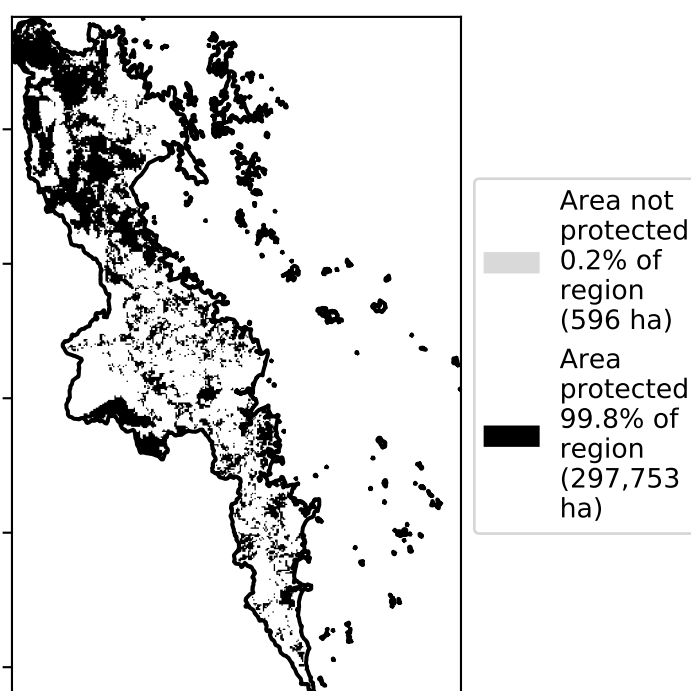 Area not
protected
0.2% of
region
(596 ha)
Area
protected
99.8% of
region
(297,753
ha)